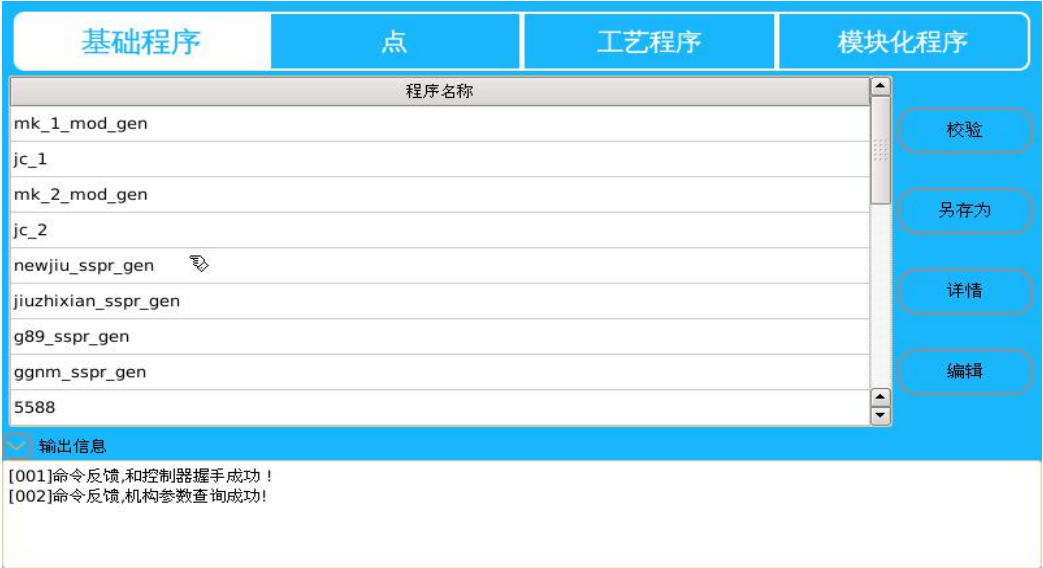 基础程序 点 工艺程序 模块化程序
程序名称
mk_1_mod_gen
校验
jc_1
mk_2_mod_gen
另存为
jc_2
newjiu_sspr_gen
详情
jiuzhixian_sspr_gen
g89_sspr_gen
ggnm_sspr_gen
编辑
5588
输出信息
[001]命令反馈,和控制器握手成功！
[002]命令反馈,机构参数查询成功!